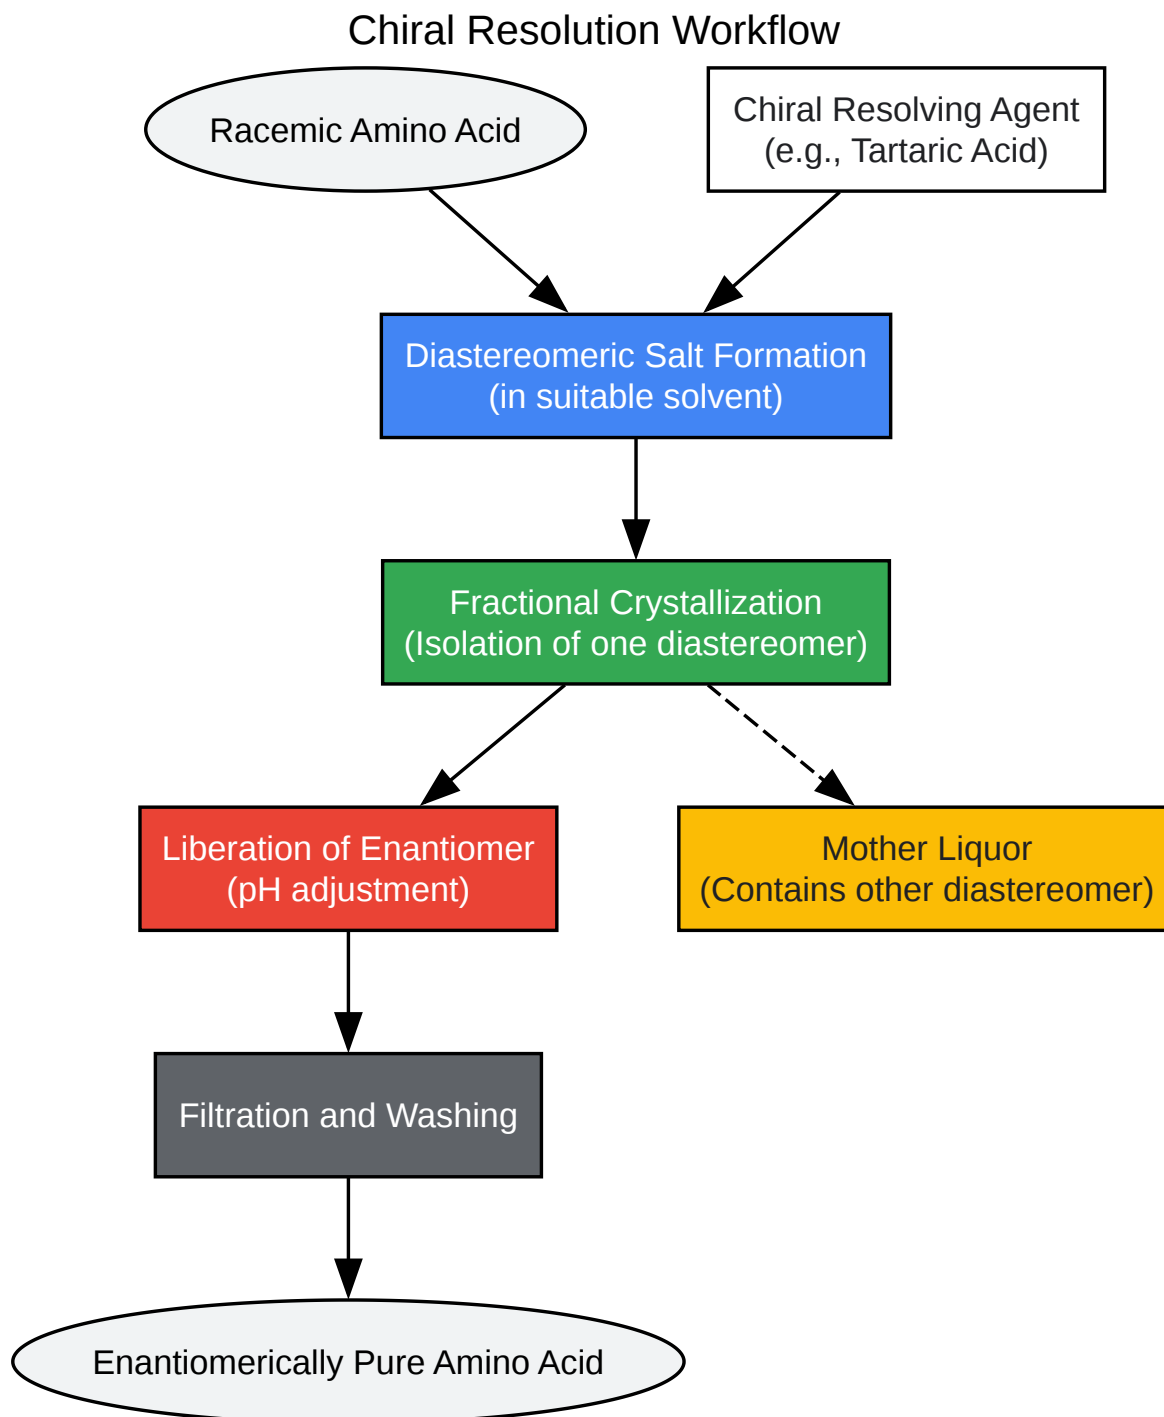 Chiral Resolution Workflow
Racemic Amino Acid
Chiral Resolving Agent
(e.g., Tartaric Acid)
Diastereomeric Salt Formation
(in suitable solvent)
Fractional Crystallization
(Isolation of one diastereomer)
Liberation of Enantiomer
(pH adjustment)
Mother Liquor
(Contains other diastereomer)
Filtration and Washing
Enantiomerically Pure Amino Acid